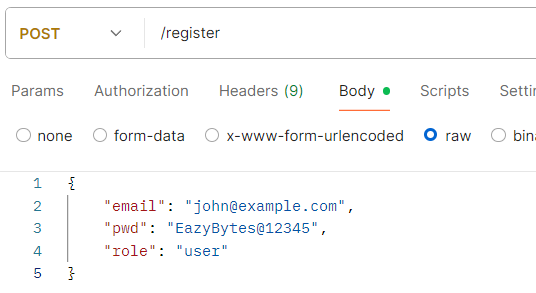 POST /register
Params Authorization Headers (9) Body Scripts Setti
none form-data x-www-form-urlencoded raw bina
1 {
2 "email": "john@example.com",
3 "pwd": "EazyBytes@12345",
4 "role": "user"
5 }